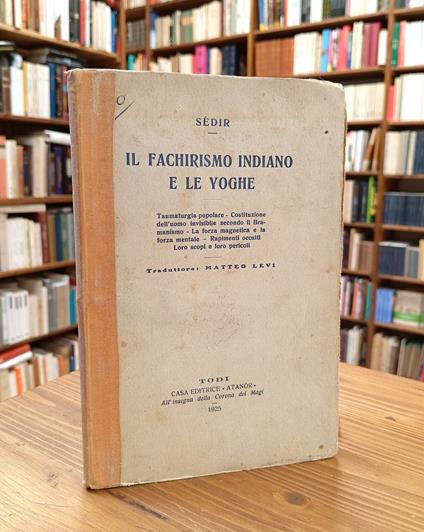 SÉDIR
IL FACHIRISMO INDIANO
E LE YOGHE
Taumaturgia popolare - Costituzione
dell'uomo invisibile secondo il Bra-
manismo - La forza magnetica e la
forza mentale - Rapimenti occulti
Loro scopi e loro pericoli
Traduttore: MATTEO LEVI
TODI
CASA EDITRICE «ATANÒR»
All'insegna della Corona dei Magi
1925